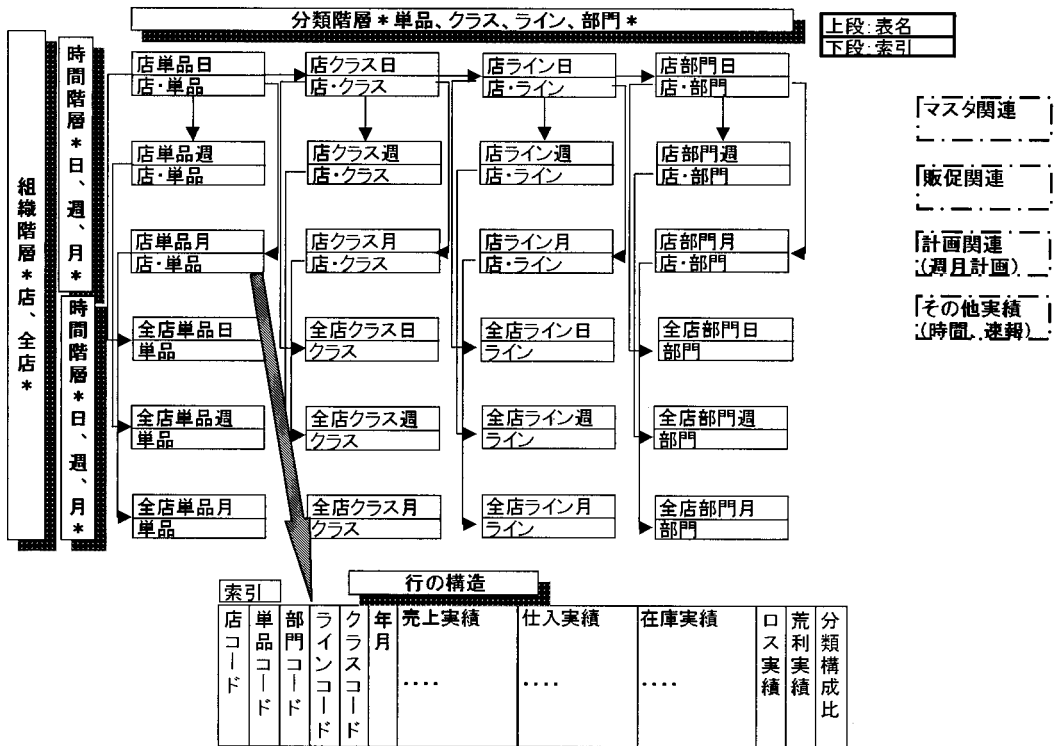 分類階層＊単品、クラス、ライン、部門＊
上段:表名
下段:索引
組織階層＊店、全店＊
時間階層＊日、週、月＊
時間階層＊日、週、月＊
店単品日
店・単品
店クラス日
店・クラス
店ライン日
店・ライン
店部門日
店・部門
店単品週
店・単品
店クラス週
店・クラス
店ライン週
店・ライン
店部門週
店・部門
店単品月
店・単品
店クラス月
店・クラス
店ライン月
店・ライン
店部門月
店・部門
全店単品日
単品
全店クラス日
クラス
全店ライン日
ライン
全店部門日
部門
全店単品週
単品
全店クラス週
クラス
全店ライン週
ライン
全店部門週
部門
全店単品月
単品
全店クラス月
クラス
全店ライン月
ライン
全店部門月
部門
マスタ関連
販促関連
計画関連
(週月計画)
その他実績
(時間、速報)
行の構造
索引
店コード
単品コード
部門コード
ラインコード
クラスコード
年月
売上実績
‥‥
仕入実績
‥‥
在庫実績
‥‥
ロス実績
荒利実績
分類構成比